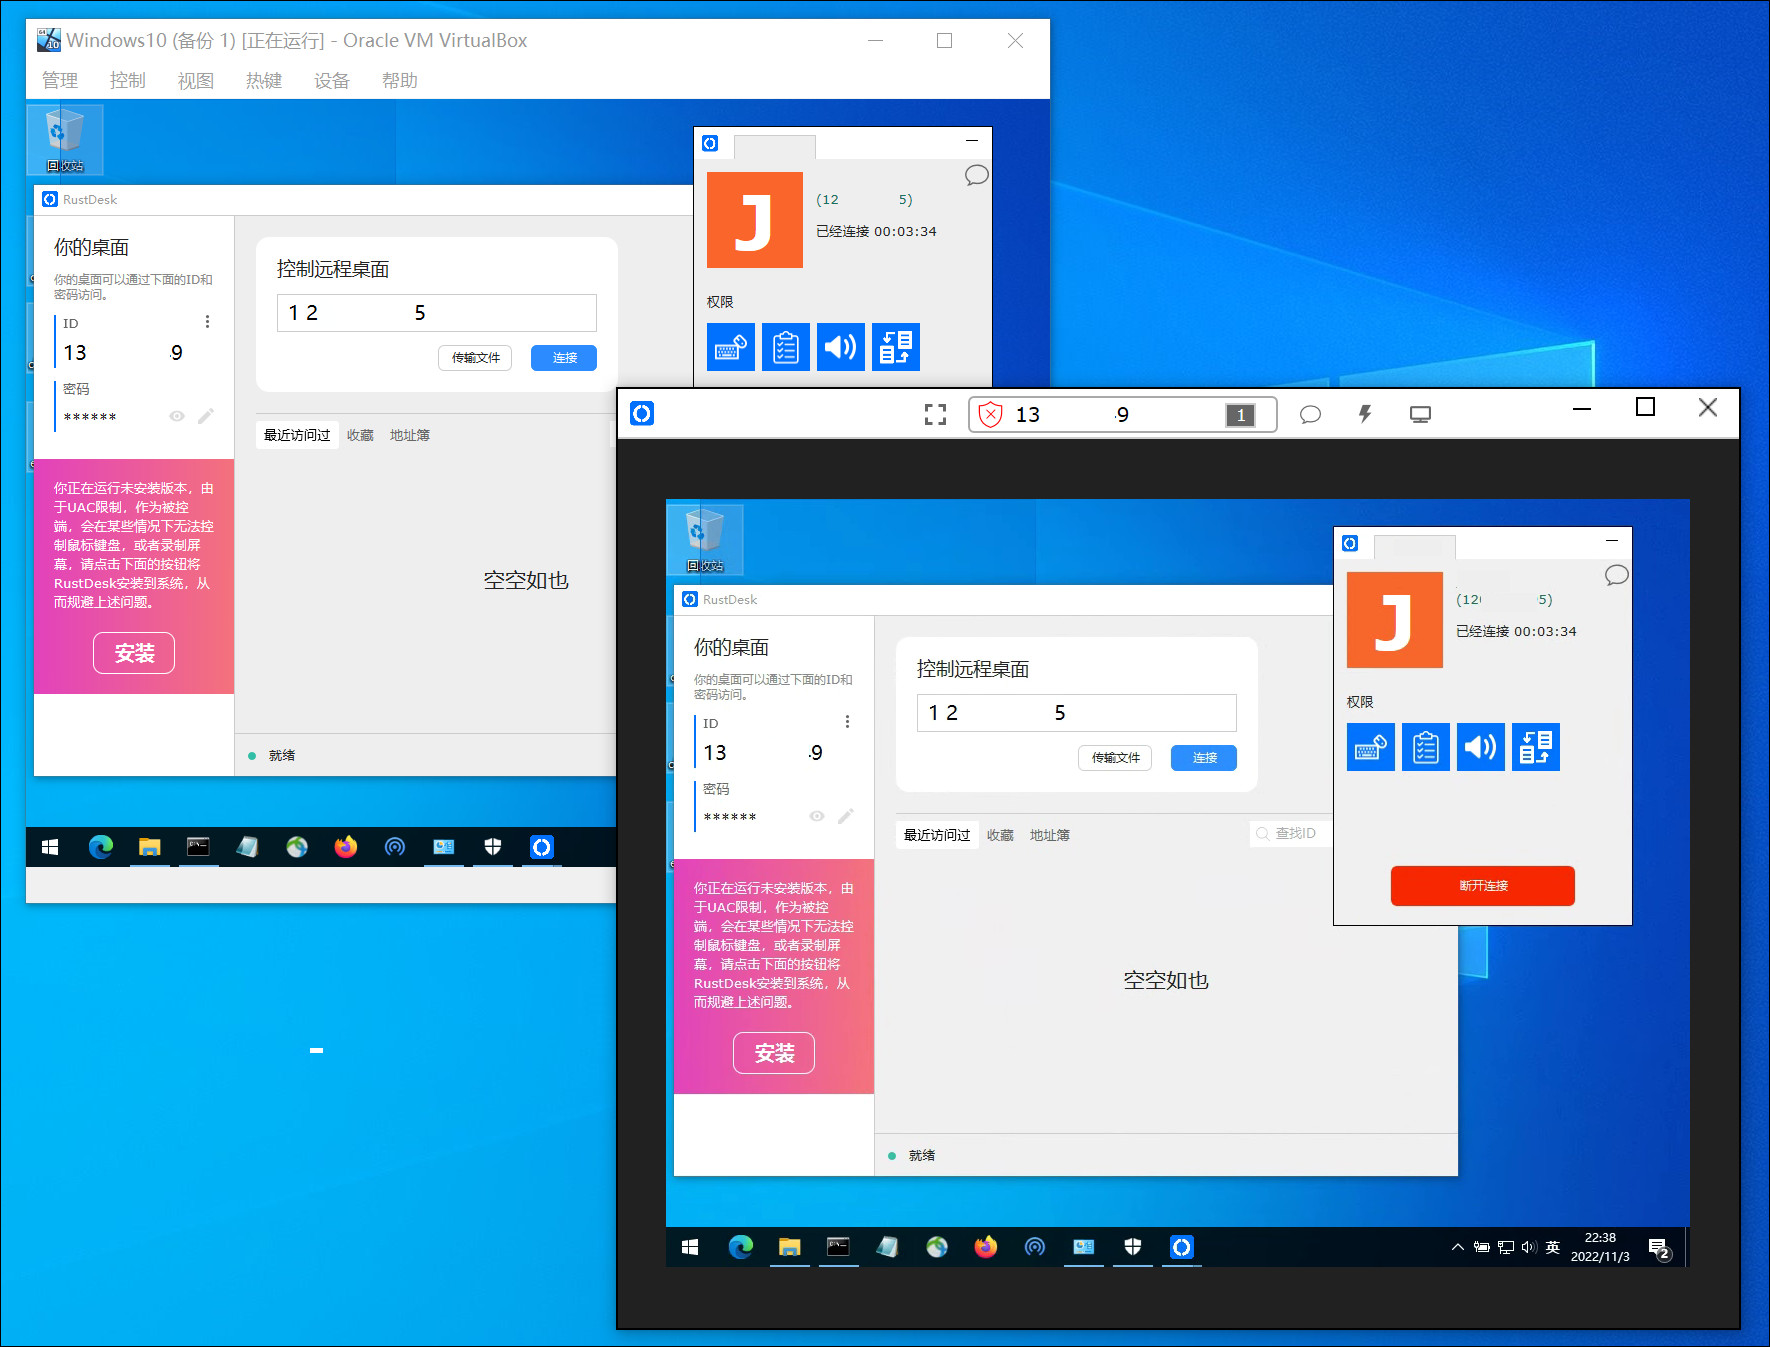 Windows10 (备份 1) [正在运行] - Oracle VM VirtualBox
管理 控制 视图 热键 设备 帮助
回收站
RustDesk
你的桌面
你的桌面可以通过下面的ID和
密码访问。
ID
13 9
密码
******
你正在运行未安装版本，由
于UAC限制，作为被控
端，会在某些情况下无法控
制鼠标键盘，或者录制屏
幕，请点击下面的按钮将
RustDesk安装到系统，从
而规避上述问题。
安装
控制远程桌面
12 5
传输文件 连接
最近访问过 收藏 地址簿
空空如也
就绪
J
(12 5)
已经连接 00:03:34
权限
13 9 1
回收站
RustDesk
你的桌面
你的桌面可以通过下面的ID和
密码访问。
ID
13 9
密码
******
你正在运行未安装版本，由
于UAC限制，作为被控
端，会在某些情况下无法控
制鼠标键盘，或者录制屏
幕，请点击下面的按钮将
RustDesk安装到系统，从
而规避上述问题。
安装
控制远程桌面
12 5
传输文件 连接
最近访问过 收藏 地址簿 查找ID
空空如也
就绪
J
(12 5)
已经连接 00:03:34
权限
断开连接
英
22:38
2022/11/3
2